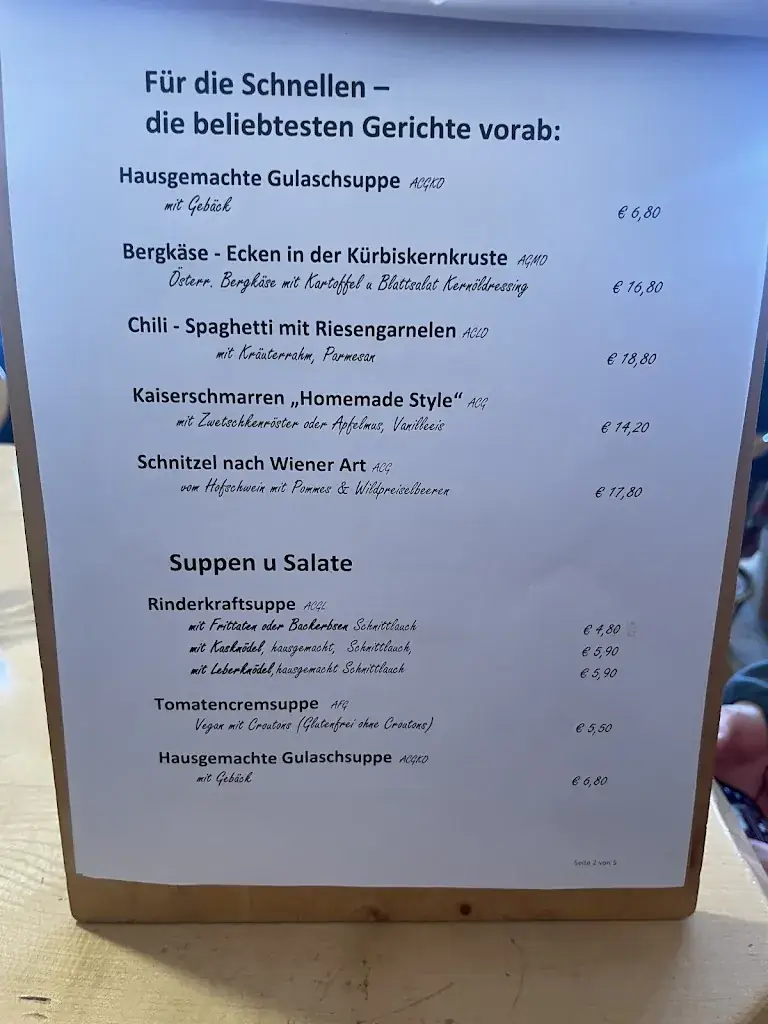 Für die Schnellen –
die beliebtesten Gerichte vorab:
Hausgemachte Gulaschsuppe ACGKO
mit Gebäck
€ 6,80
Bergkäse - Ecken in der Kürbiskernkruste AGMO
Österr. Bergkäse mit Kartoffel u Blattsalat Kernöldressing
€ 16,80
Chili - Spaghetti mit Riesengarnelen ACLO
mit Kräuterrahm, Parmesan
€ 18,80
Kaiserschmarren „Homemade Style“ ACG
mit Zwetschkenröster oder Apfelmus, Vanilleeis
€ 14,20
Schnitzel nach Wiener Art ACG
vom Hofschwein mit Pommes & Wildpreiselbeeren
€ 17,80
Suppen u Salate
Rinderkraftsuppe ACGL
mit Frittaten oder Backerbsen Schnittlauch
€ 4,80
mit Kasknödel, hausgemacht, Schnittlauch,
€ 5,90
mit Leberknödel,hausgemacht Schnittlauch
€ 5,90
Tomatencremsuppe AFG
Vegan mit Croutons (Glutenfrei ohne Croutons)
€ 5,50
Hausgemachte Gulaschsuppe ACGKO
mit Gebäck
€ 6,80
Seite 2 von 5